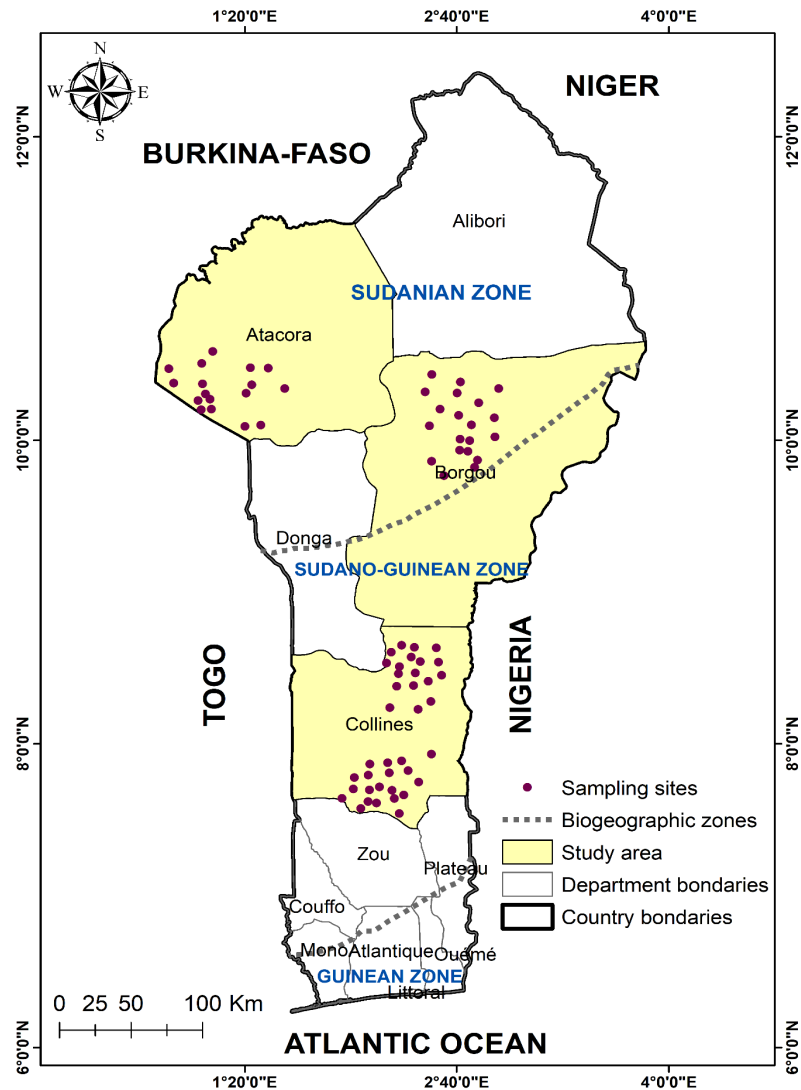 1°20'0"E 2°40'0"E 4°0'0"E
N
W E
S
NIGER
12°0'0"N 12°0'0"N
BURKINA-FASO
Alibori
SUDANIAN ZONE
Atacora
10°0'0"N 10°0'0"N
Borgou
Donga
SUDANO-GUINEAN ZONE
TOGO
NIGERIA
Collines
8°0'0"N 8°0'0"N
Sampling sites
Biogeographic zones
Study area
Department bondaries
Country bondaries
Zou
Plateau
Couffo
Mono Atlantique Ouémé
GUINEAN ZONE
Littoral
0 25 50 100 Km
ATLANTIC OCEAN
6°0'0"N 6°0'0"N
1°20'0"E 2°40'0"E 4°0'0"E